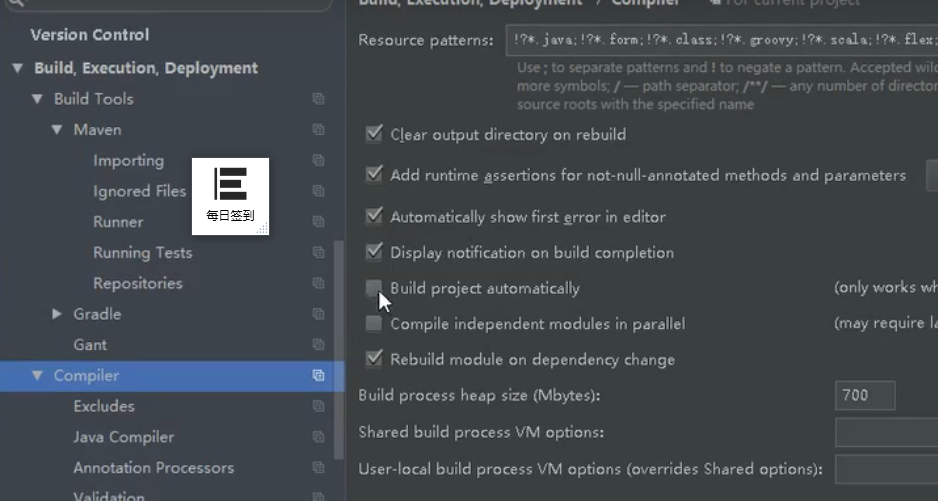 Version Control
Build, Execution, Deployment
Build Tools
Maven
Importing
Ignored Files
Runner
Running Tests
Repositories
Gradle
Gant
Compiler
Excludes
Java Compiler
Annotation Processors
Validation
每日签到
Build, Execution, Deployment / Compiler For current project
Resource patterns: !?*.java;!?*.form;!?*.class;!?*.groovy;!?*.scala;!?*.flex;
Use ; to separate patterns and ! to negate a pattern. Accepted
more symbols; / — path separator; /**/ — any number of
source roots with the specified name
Clear output directory on rebuild
Add runtime assertions for not-null-annotated methods and parameters
Automatically show first error in editor
Display notification on build completion
Build project automatically (only works
Compile independent modules in parallel (may require
Rebuild module on dependency change
Build process heap size (Mbytes): 700
Shared build process VM options:
User-local build process VM options (overrides Shared options):